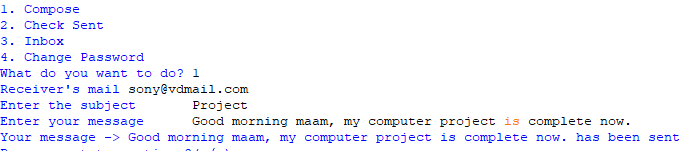 1. Compose
2. Check Sent
3. Inbox
4. Change Password
What do you want to do? 1
Receiver's mail sony@vdmail.com
Enter the subject Project
Enter your message Good morning maam, my computer project is complete now.
Your message -> Good morning maam, my computer project is complete now. has been sent